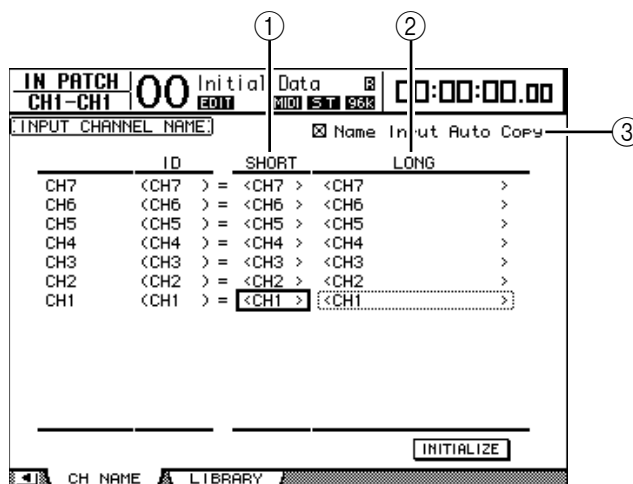 ① ②
IN PATCH 00 Initial Data R 00:00:00.00
CH1-CH1 EDIT MIDI ST 96k
INPUT CHANNEL NAME ☒ Name Input Auto Copy ③
ID SHORT LONG
CH7 (CH7 ) = <CH7 > <CH7 >
CH6 (CH6 ) = <CH6 > <CH6 >
CH5 (CH5 ) = <CH5 > <CH5 >
CH4 (CH4 ) = <CH4 > <CH4 >
CH3 (CH3 ) = <CH3 > <CH3 >
CH2 (CH2 ) = <CH2 > <CH2 >
CH1 (CH1 ) = <CH1 > <CH1 >
INITIALIZE
CH NAME LIBRARY